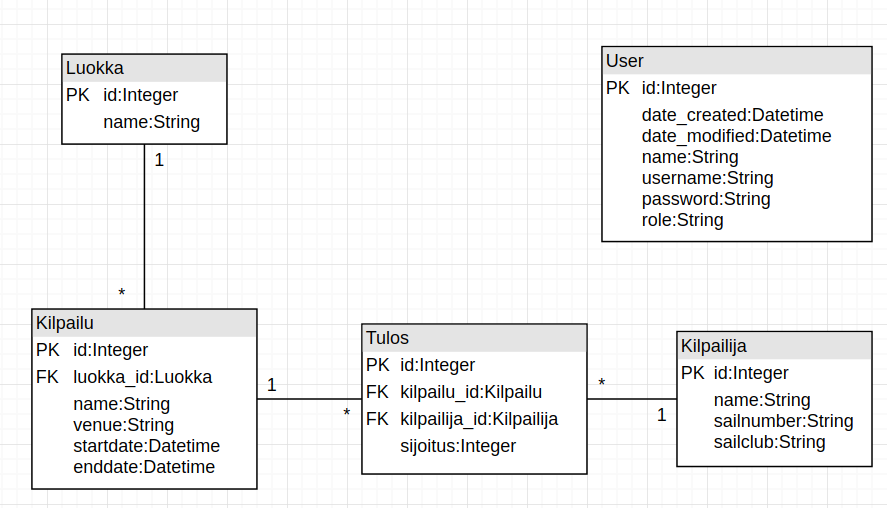 Luokka
PK id:Integer
name:String
1
*
User
PK id:Integer
date_created:Datetime
date_modified:Datetime
name:String
username:String
password:String
role:String
Kilpailu
PK id:Integer
FK luokka_id:Luokka
name:String
venue:String
startdate:Datetime
enddate:Datetime
1
*
Tulos
PK id:Integer
FK kilpailu_id:Kilpailu
FK kilpailija_id:Kilpailija
sijoitus:Integer
*
1
Kilpailija
PK id:Integer
name:String
sailnumber:String
sailclub:String